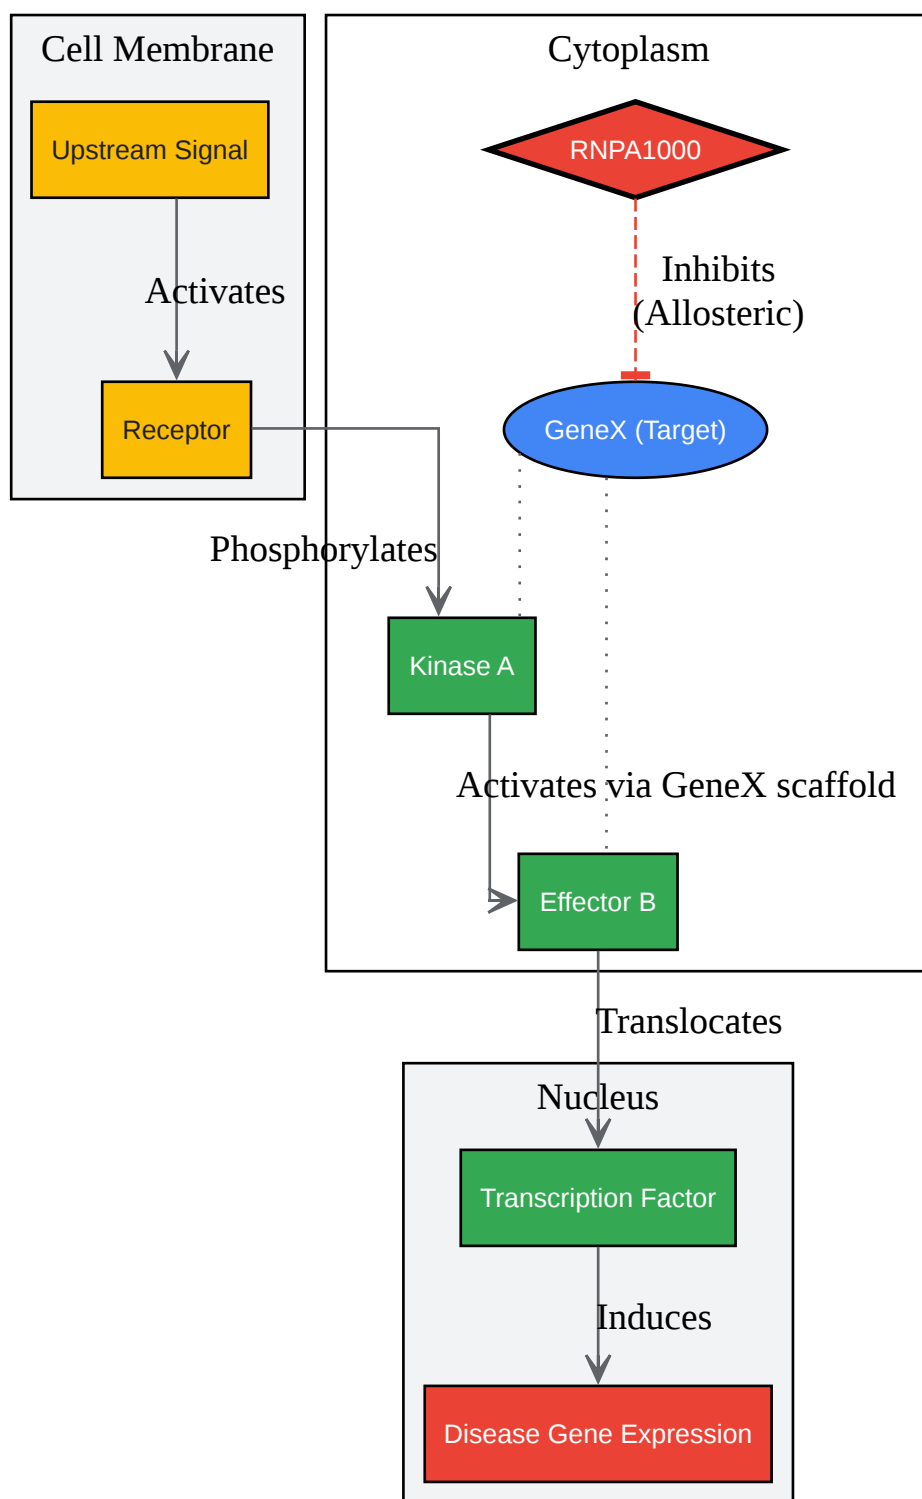 Cell Membrane
Upstream Signal
Activates
Receptor
Cytoplasm
RNPA1000
Inhibits
(Allosteric)
GeneX (Target)
Phosphorylates
Kinase A
Activates via GeneX scaffold
Effector B
Translocates
Nucleus
Transcription Factor
Induces
Disease Gene Expression